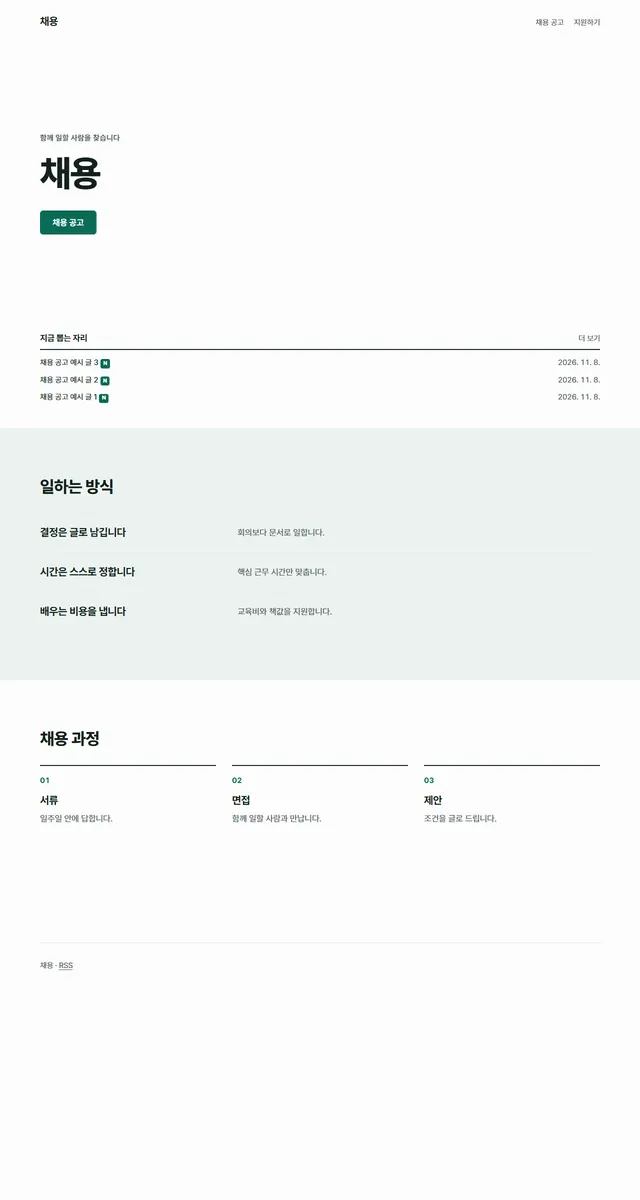 채용
채용 공고 지원하기
함께 일할 사람을 찾습니다
채용
채용 공고
지금 뽑는 자리 더 보기
채용 공고 예시 글 3 N 2026. 11. 8.
채용 공고 예시 글 2 N 2026. 11. 8.
채용 공고 예시 글 1 N 2026. 11. 8.
일하는 방식
결정은 글로 남깁니다 회의보다 문서로 일합니다.
시간은 스스로 정합니다 핵심 근무 시간만 맞춥니다.
배우는 비용을 냅니다 교육비와 책값을 지원합니다.
채용 과정
01 02 03
서류 면접 제안
일주일 안에 답합니다. 함께 일할 사람과 만납니다. 조건을 글로 드립니다.
채용 · RSS